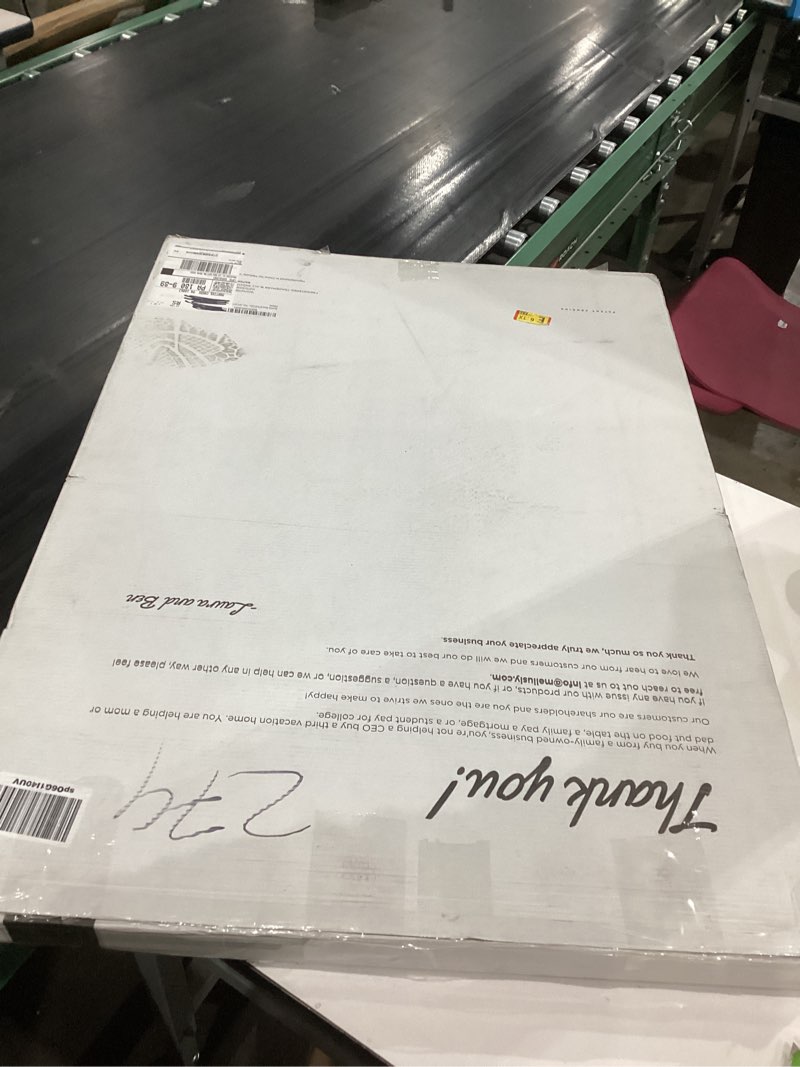 Thank you!
When you buy from a family-owned business, you're not helping a CEO buy a third vacation home. You are helping a mom or
dad put food on the table, a family pay a mortgage, or a student pay for college.
Our customers are our shareholders and you are the ones we strive to make happy!
If you have any issue with our products, or if you have a question, a suggestion, or we can help in any other way, please feel
free to reach out to us at Info@melliusly.com.
We love to hear from our customers and we will do our best to take care of you.
Thank you so much, we truly appreciate your business.
-Laura and Ben
274
spO6G1I40UV
PA 186 9-89